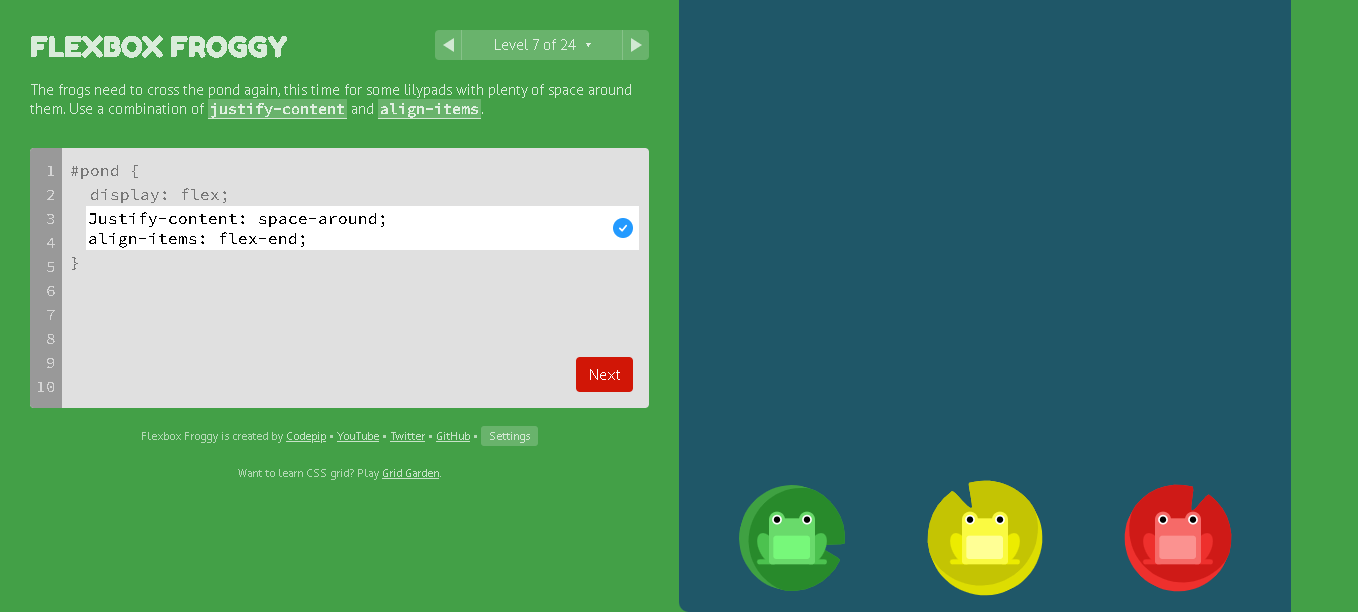 FLEXBOX FROGGY
Level 7 of 24
The frogs need to cross the pond again, this time for some lilypads with plenty of space around
them. Use a combination of justify-content and align-items.
1 #pond {
2 display: flex;
3 Justify-content: space-around;
4 align-items: flex-end;
5 }
6
7
8
9
10
Next
Flexbox Froggy is created by Codepip • YouTube • Twitter • GitHub • Settings
Want to learn CSS grid? Play Grid Garden.